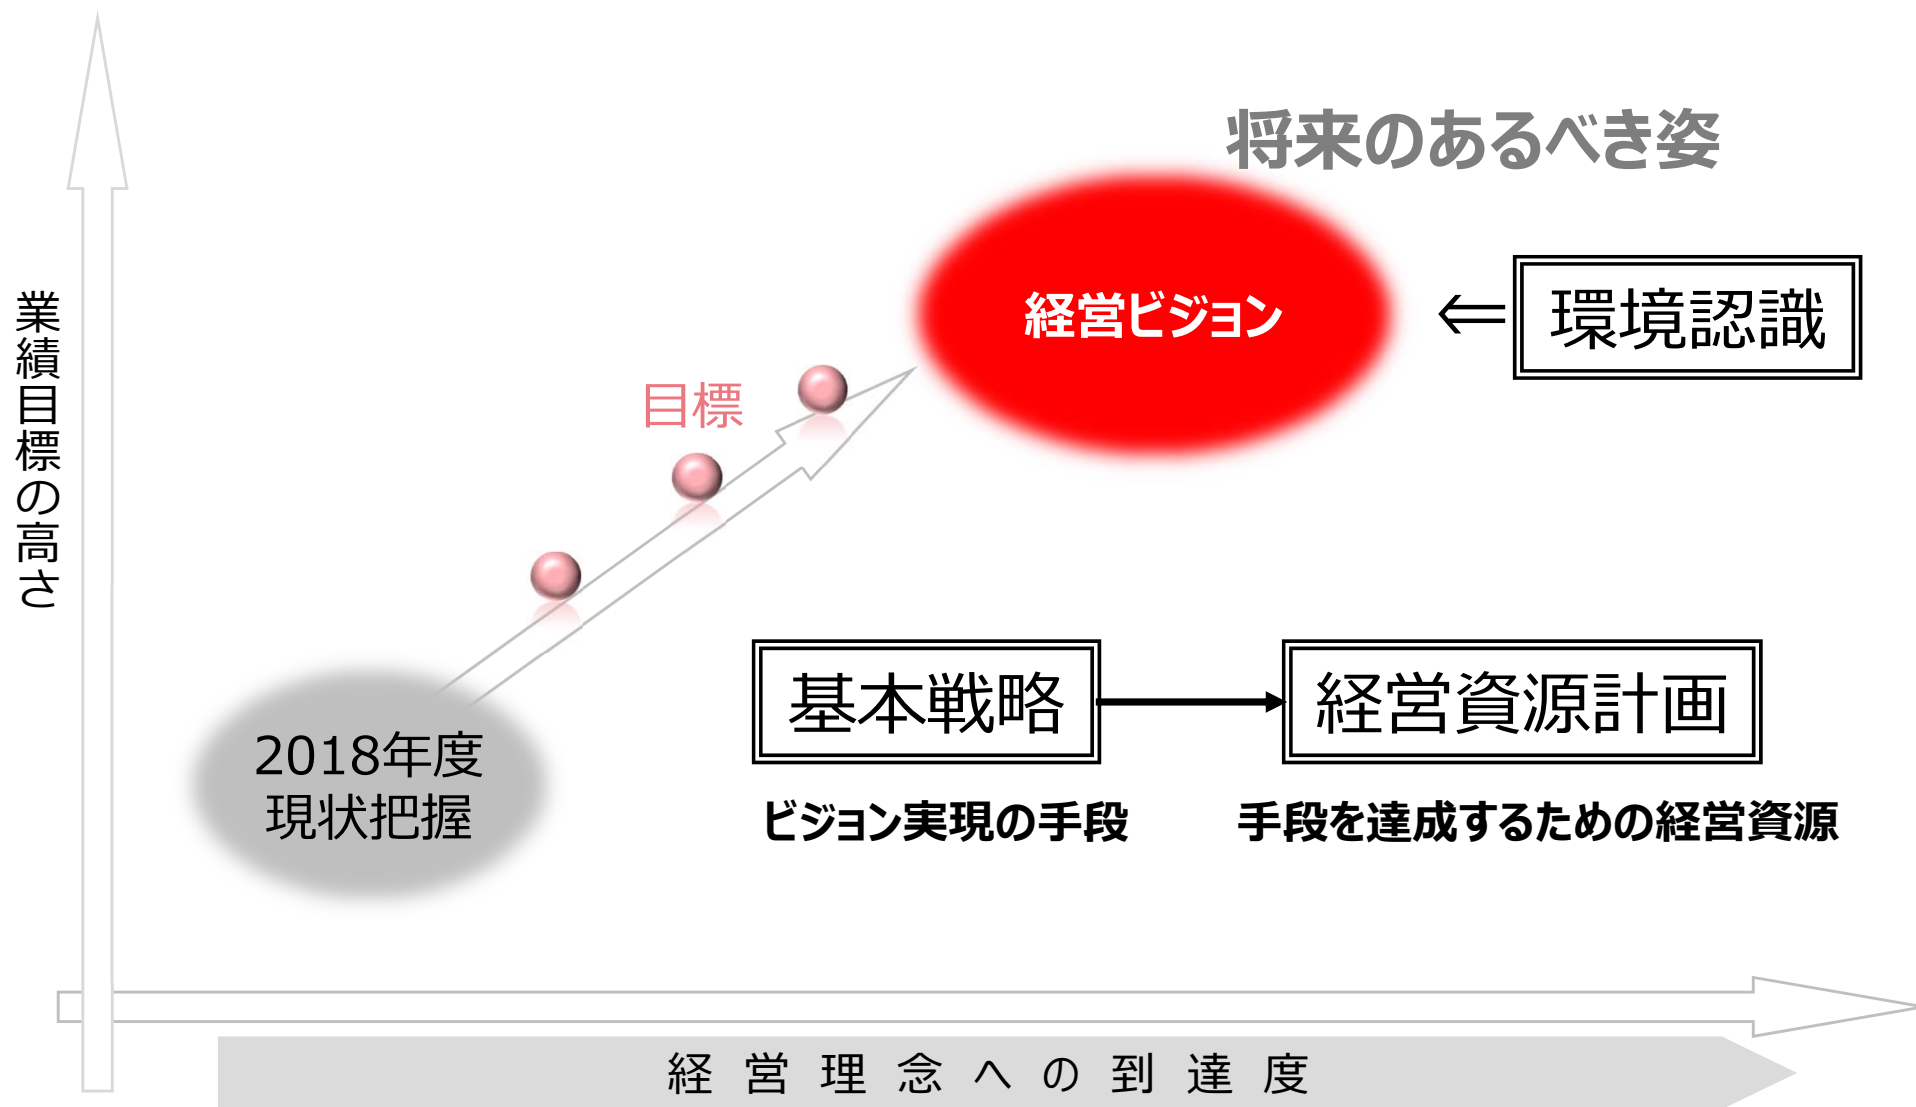 将来のあるべき姿
経営ビジョン
⇐ 環境認識
業績目標の高さ
目標
2018年度
現状把握
基本戦略
経営資源計画
ビジョン実現の手段
手段を達成するための経営資源
経営理念への到達度